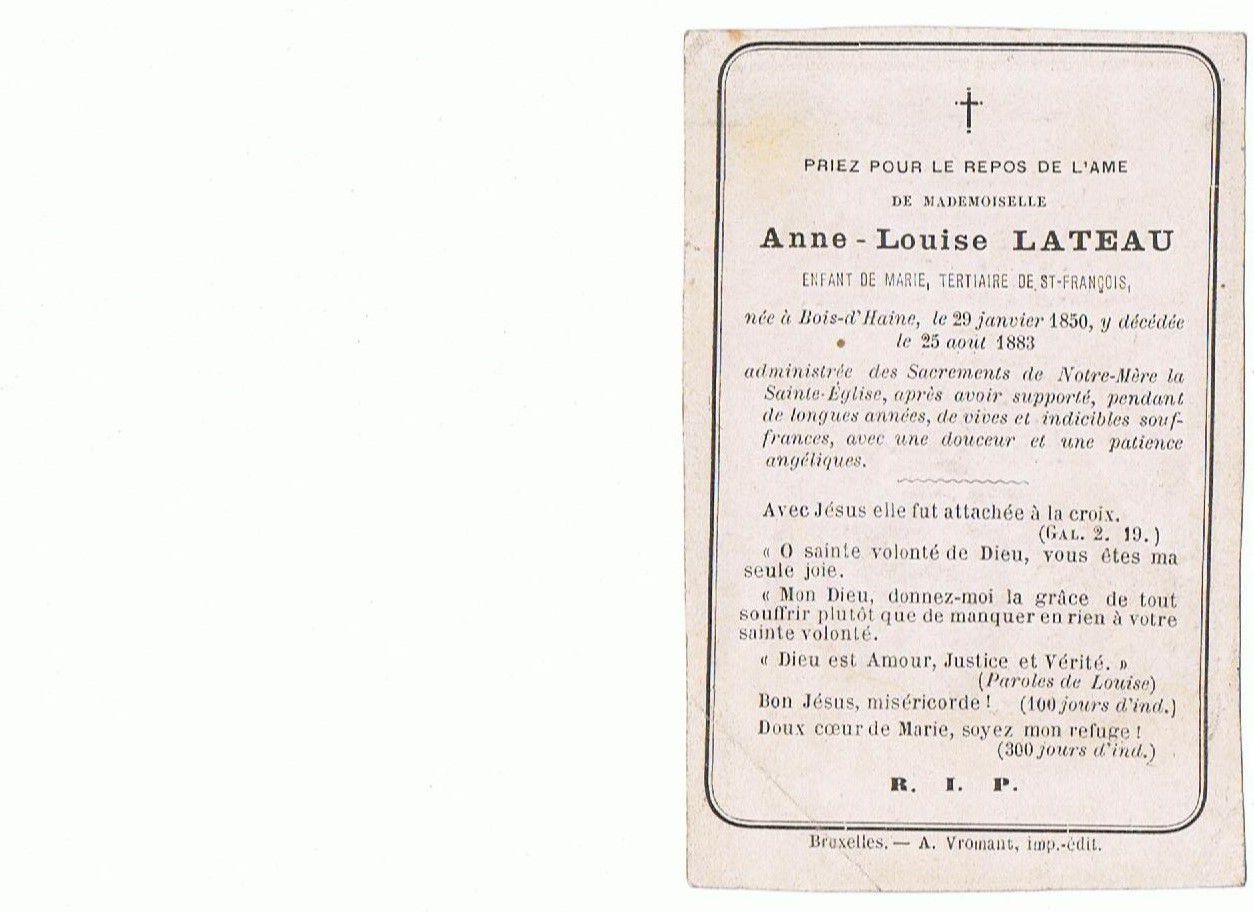 PRIEZ POUR LE REPOS DE L'AME
DE MADEMOISELLE
Anne-Louise LATEAU
ENFANT DE MARIE, TERTIAIRE DE ST-FRANÇOIS,
née à Bois-d'Haine, le 29 janvier 1850, y décédée
le 25 août 1883
administrée des Sacrements de Notre-Mère la
Sainte-Église, après avoir supporté, pendant
de longues années, de vives et indicibles souf-
frances, avec une douceur et une patience
angéliques.
Avec Jésus elle fut attachée à la croix.
(GAL. 2. 19.)
« O sainte volonté de Dieu, vous êtes ma
seule joie.
« Mon Dieu, donnez-moi la grâce de tout
souffrir plutôt que de manquer en rien à votre
sainte volonté.
« Dieu est Amour, Justice et Vérité. »
(Paroles de Louise)
Bon Jésus, miséricorde ! (100 jours d'ind.)
Doux cœur de Marie, soyez mon refuge !
(300 jours d'ind.)
R. I. P.
Bruxelles. — A. Vromant, imp.-édit.